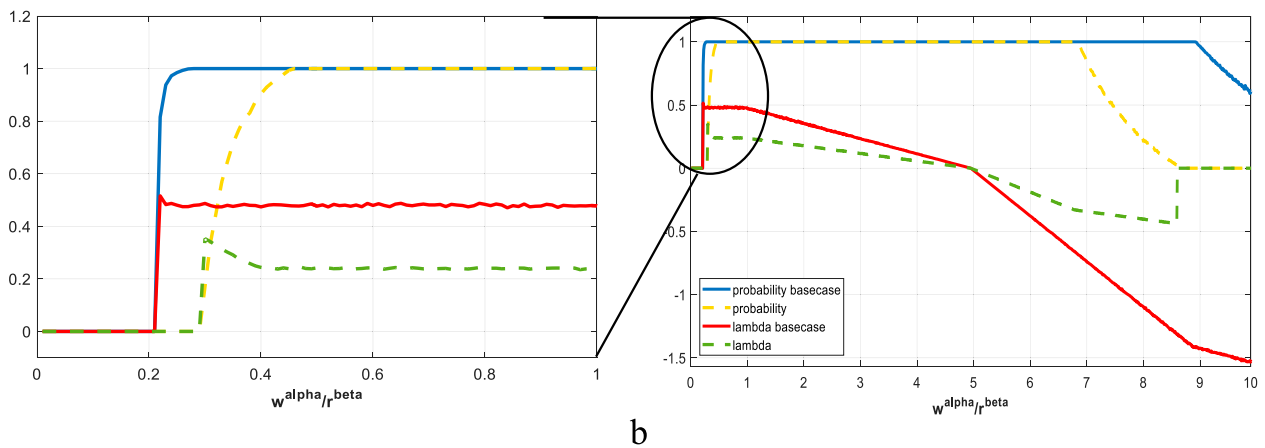 1.2
1
0.8
0.6
0.4
0.2
0
0 0.2 0.4 0.6 0.8 1
w^alpha/r^beta
1
0.5
0
-0.5
-1
-1.5
probability basecase
probability
lambda basecase
lambda
0 1 2 3 4 5 6 7 8 9 10
w^alpha/r^beta
b